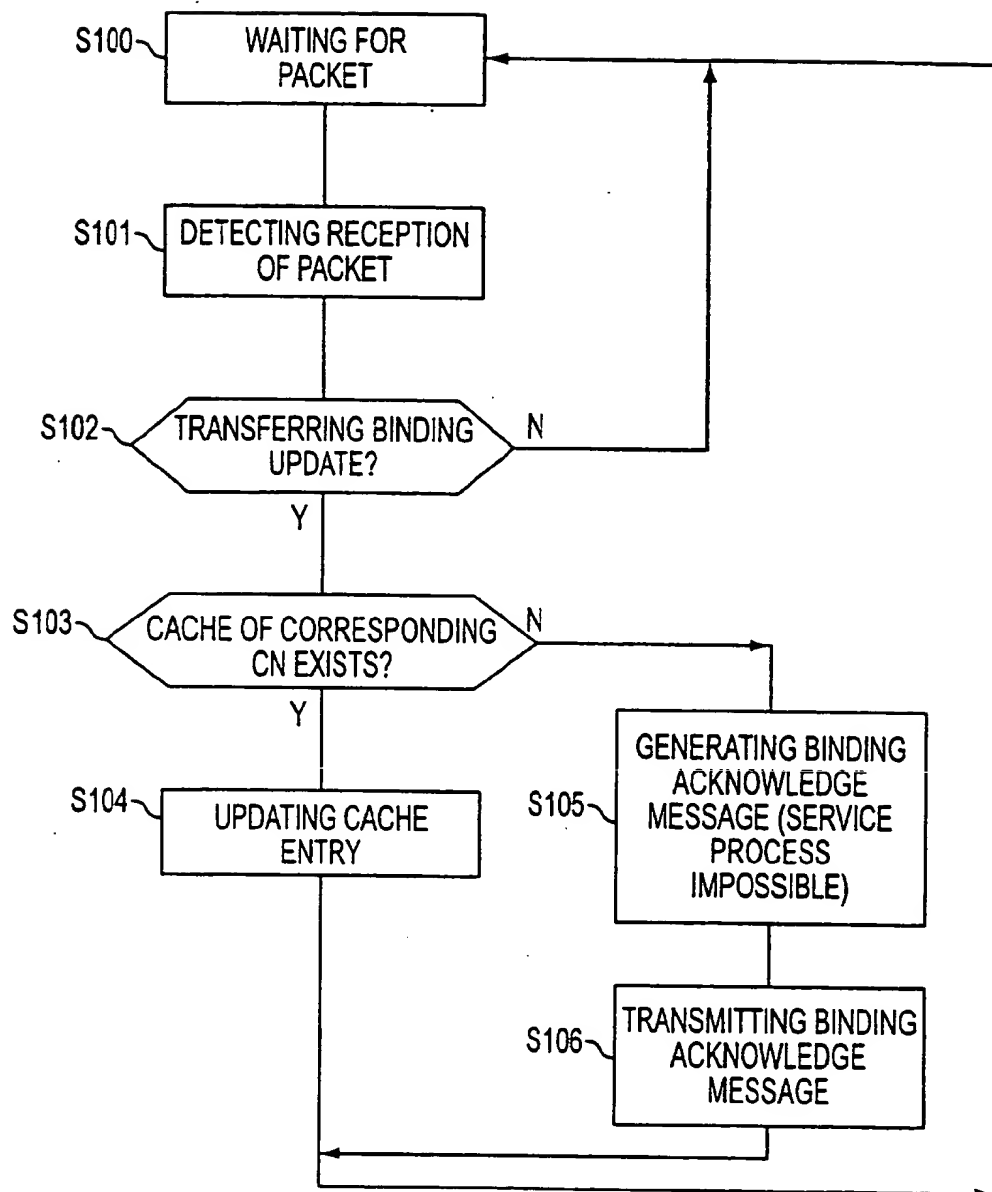 S100
WAITING FOR
PACKET
S101
DETECTING RECEPTION
OF PACKET
S102
TRANSFERRING BINDING
UPDATE?
N
Y
S103
CACHE OF CORRESPONDING
CN EXISTS?
N
Y
S104
UPDATING CACHE
ENTRY
S105
GENERATING BINDING
ACKNOWLEDGE
MESSAGE (SERVICE
PROCESS
IMPOSSIBLE)
S106
TRANSMITTING BINDING
ACKNOWLEDGE
MESSAGE